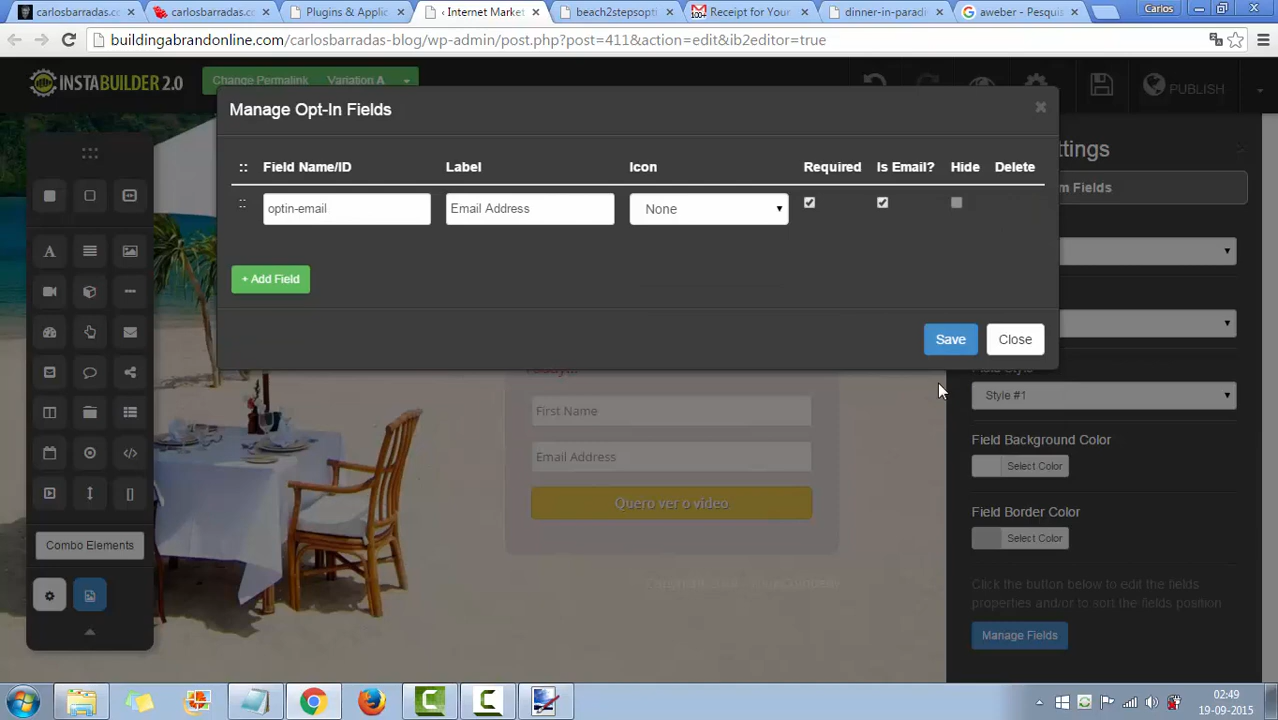 carlosbarradas.co
carlosbarradas.co
Plugins & Applic
‹ Internet Market
beach2stepsopti
Receipt for Your
dinner-in-paradi
aweber - Pesquis
Carlos
buildingabrandonline.com/carlosbarradas-blog/wp-admin/post.php?post=411&action=edit&ib2editor=true
INSTABUILDER 2.0
Change Permalink
Variation A
PUBLISH
Manage Opt-In Fields
ttings
:: Field Name/ID Label Icon Required Is Email? Hide Delete
m Fields
:: optin-email Email Address None
+ Add Field
Save
Close
Style #1
First Name
Field Background Color
Email Address
Select Color
Quero ver o vídeo
Field Border Color
Select Color
Combo Elements
Click the button below to edit the fields
properties and/or to sort the fields position
Manage Fields
02:49
19-09-2015